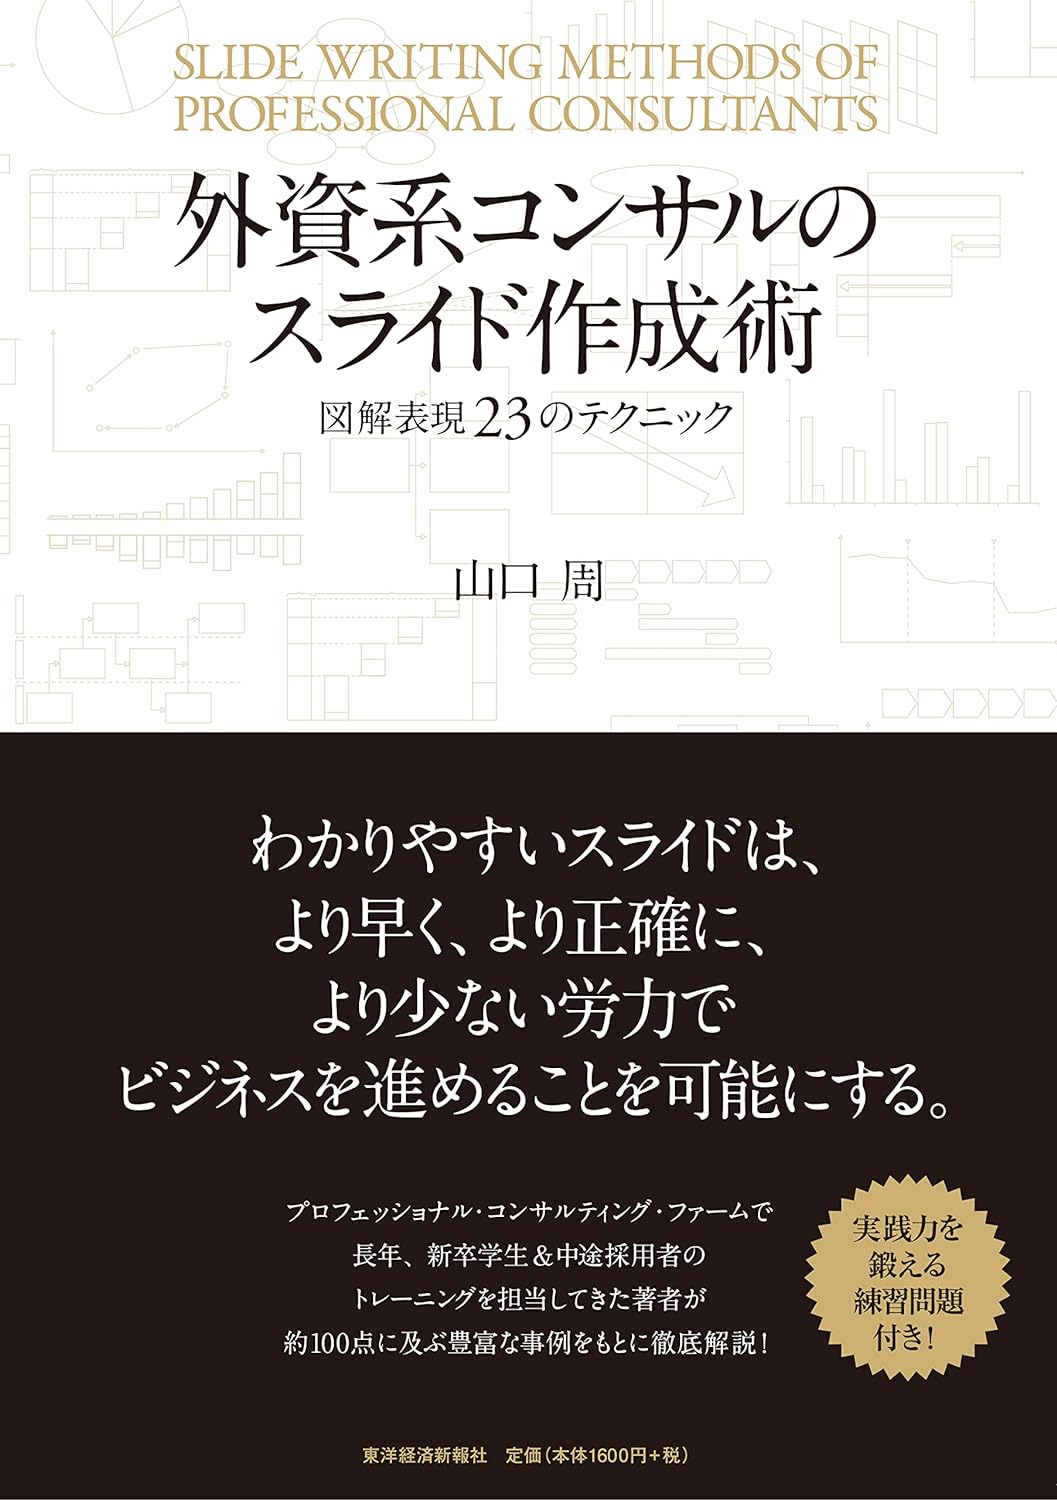 SLIDE WRITING METHODS OF
PROFESSIONAL CONSULTANTS
外資系コンサルの
スライド作成術
図解表現23のテクニック
山口 周
わかりやすいスライドは、
より早く、より正確に、
より少ない労力で
ビジネスを進めることを可能にする。
プロフェッショナル・コンサルティング・ファームで
長年、新卒学生&中途採用者の
トレーニングを担当してきた著者が
約100点に及ぶ豊富な事例をもとに徹底解説!
実践力を
鍛える
練習問題
付き!
東洋経済新報社 定価(本体1600円+税)